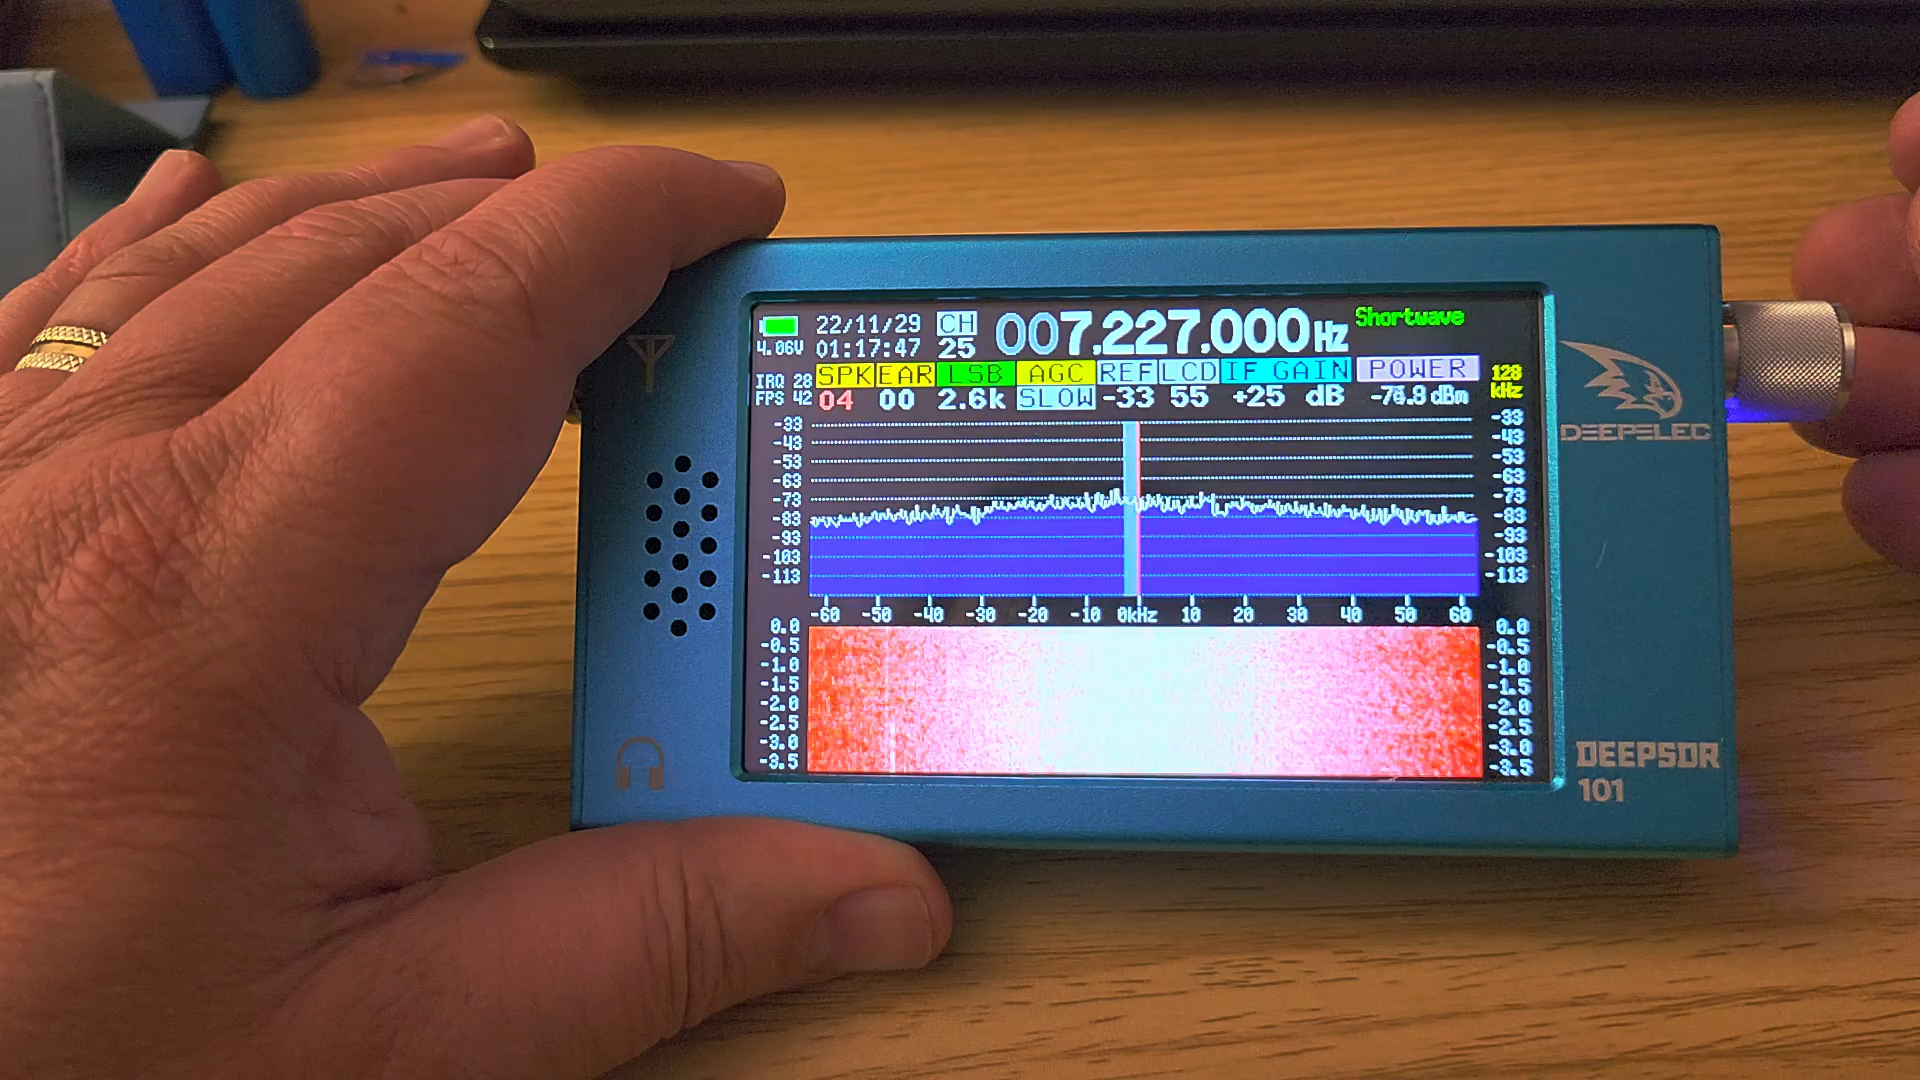 22/11/29 CH 007,227,000Hz Shortwave
4.06V 01:17:47 25
IRQ 28 SPK EAR LSB AGC REF LCD IF GAIN POWER 128
FPS 42 04 00 2.6k SLOW -33 55 +25 dB dBm kHz
-33 -33
-43 -43
-53 -53
-63 -63
-73 -73
-83 -83
-93 -93
-103 -103
-113 -113
-60 -50 -40 -30 -20 -10 0kHz 10 20 30 40 50 60
0.0 0.0
-0.5 -0.5
-1.0 -1.0
-1.5 -1.5
-2.0 -2.0
-2.5 -2.5
-3.0 -3.0
-3.5 -3.5
DEEPELEC
DEEPSDR
101